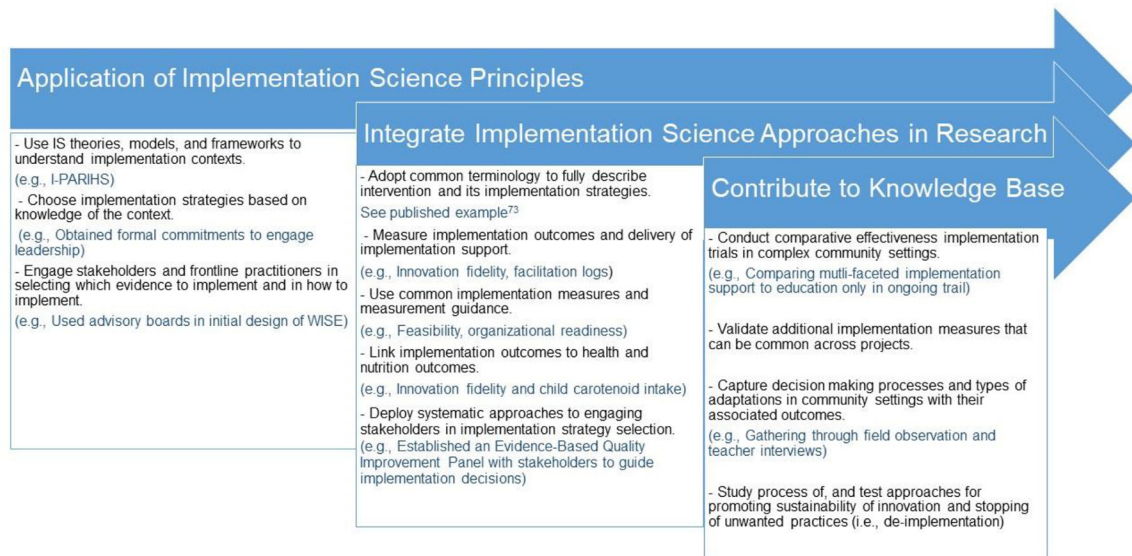 Application of Implementation Science Principles
- Use IS theories, models, and frameworks to
understand implementation contexts.
(e.g., I-PARIHS)
- Choose implementation strategies based on
knowledge of the context.
(e.g., Obtained formal commitments to engage
leadership)
- Engage stakeholders and frontline practitioners in
selecting which evidence to implement and in how to
implement.
(e.g., Used advisory boards in initial design of WISE)
Integrate Implementation Science Approaches in Research
- Adopt common terminology to fully describe
intervention and its implementation strategies.
See published example⁷³
- Measure implementation outcomes and delivery of
implementation support.
(e.g., Innovation fidelity, facilitation logs)
- Use common implementation measures and
measurement guidance.
(e.g., Feasibility, organizational readiness)
- Link implementation outcomes to health and
nutrition outcomes.
(e.g., Innovation fidelity and child carotenoid intake)
- Deploy systematic approaches to engaging
stakeholders in implementation strategy selection.
(e.g., Established an Evidence-Based Quality
Improvement Panel with stakeholders to guide
implementation decisions)
Contribute to Knowledge Base
- Conduct comparative effectiveness implementation
trials in complex community settings.
(e.g., Comparing mutli-faceted implementation
support to education only in ongoing trail)
- Validate additional implementation measures that
can be common across projects.
- Capture decision making processes and types of
adaptations in community settings with their
associated outcomes.
(e.g., Gathering through field observation and
teacher interviews)
- Study process of, and test approaches for
promoting sustainability of innovation and stopping
of unwanted practices (i.e., de-implementation)